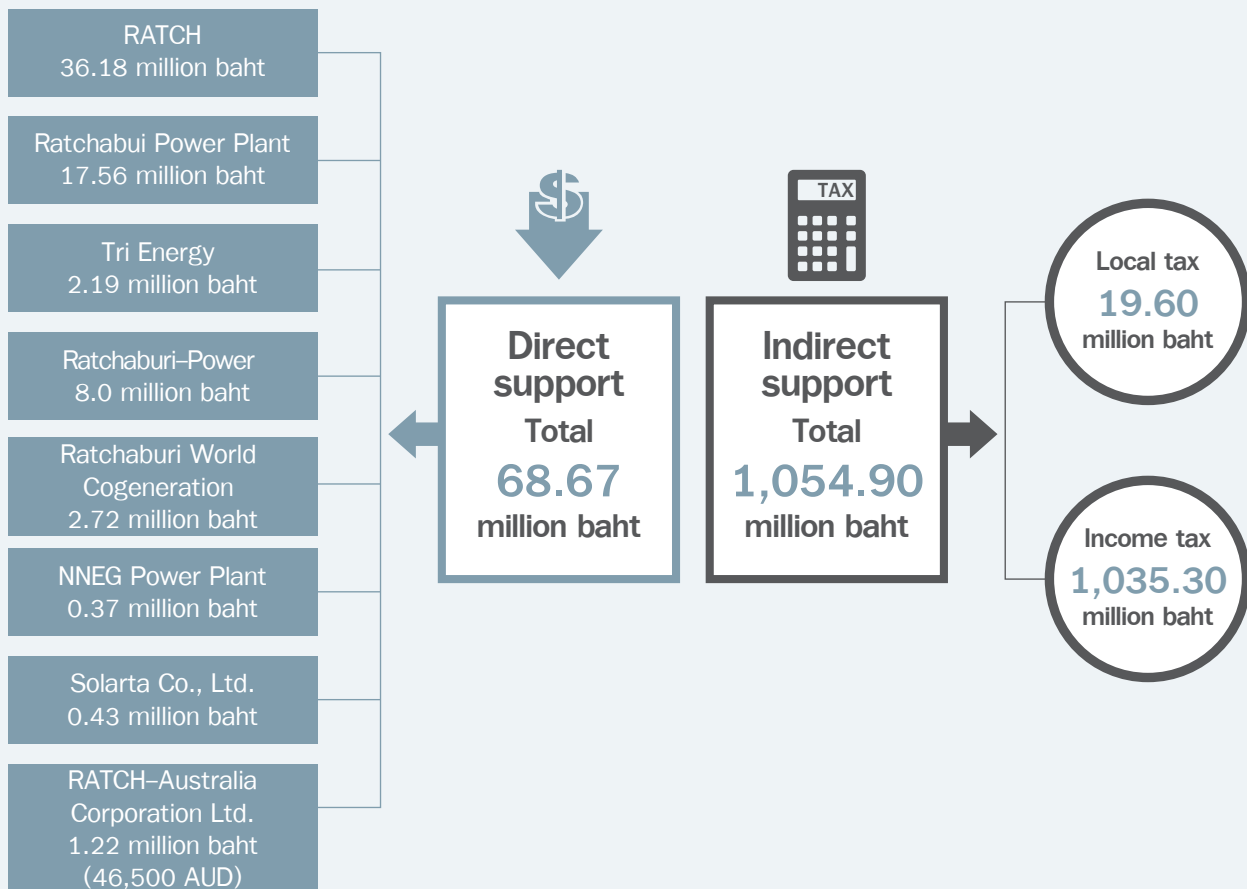 RATCH
36.18 million baht
Ratchabui Power Plant
17.56 million baht
Tri Energy
2.19 million baht
Ratchaburi–Power
8.0 million baht
Ratchaburi World
Cogeneration
2.72 million baht
NNEG Power Plant
0.37 million baht
Solarta Co., Ltd.
0.43 million baht
RATCH–Australia
Corporation Ltd.
1.22 million baht
(46,500 AUD)
$
Direct
support
Total
68.67
million baht
TAX
Indirect
support
Total
1,054.90
million baht
Local tax
19.60
million baht
Income tax
1,035.30
million baht